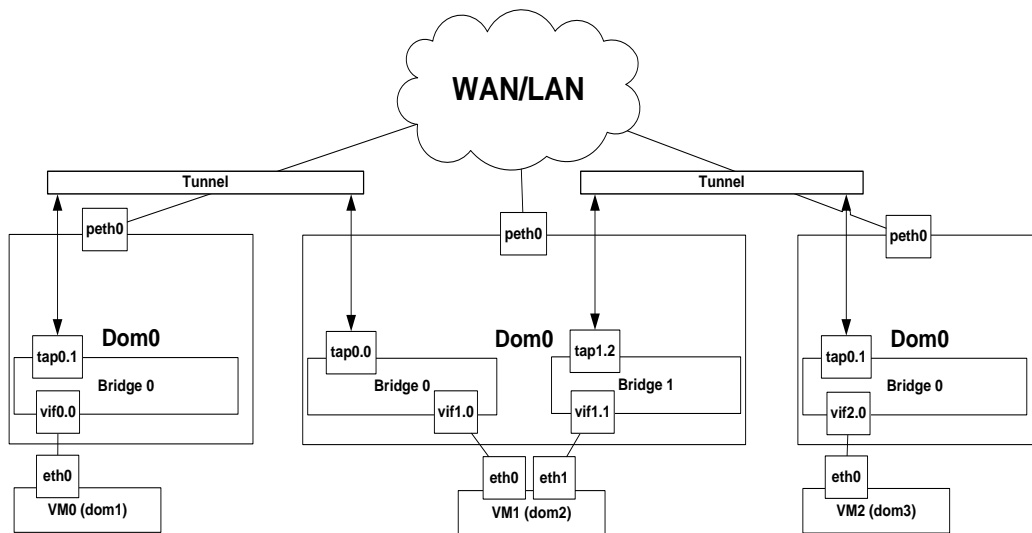 WAN/LAN
Tunnel
Tunnel
peth0
peth0
peth0
Dom0
Dom0
Dom0
tap0.1
tap0.0
tap1.2
tap0.1
Bridge 0
Bridge 0
Bridge 1
Bridge 0
vif0.0
vif1.0
vif1.1
vif2.0
eth0
eth0
eth1
eth0
VM0 (dom1)
VM1 (dom2)
VM2 (dom3)